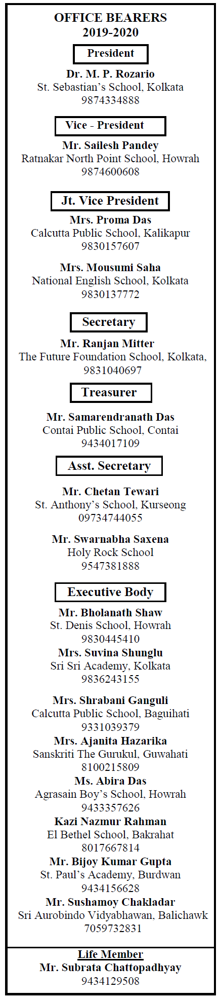 OFFICE BEARERS
2019-2020
President
Dr. M. P. Rozario
St. Sebastian’s School, Kolkata
9874334888
Vice - President
Mr. Sailesh Pandey
Ratnakar North Point School, Howrah
9874600608
Jt. Vice President
Mrs. Proma Das
Calcutta Public School, Kalikapur
9830157607
Mrs. Mousumi Saha
National English School, Kolkata
9830137772
Secretary
Mr. Ranjan Mitter
The Future Foundation School, Kolkata,
9831040697
Treasurer
Mr. Samarendranath Das
Contai Public School, Contai
9434017109
Asst. Secretary
Mr. Chetan Tewari
St. Anthony’s School, Kurseong
09734744055
Mr. Swarnabha Saxena
Holy Rock School
9547381888
Executive Body
Mr. Bholanath Shaw
St. Denis School, Howrah
9830445410
Mrs. Suvina Shunglu
Sri Sri Academy, Kolkata
9836243155
Mrs. Shrabani Ganguli
Calcutta Public School, Baguihati
9331039379
Mrs. Ajanita Hazarika
Sanskriti The Gurukul, Guwahati
8100215809
Ms. Abira Das
Agrasain Boy’s School, Howrah
9433357626
Kazi Nazmur Rahman
El Bethel School, Bakrahat
8017667814
Mr. Bijoy Kumar Gupta
St. Paul’s Academy, Burdwan
9434156628
Mr. Sushamoy Chakladar
Sri Aurobindo Vidyabhawan, Balichawk
7059732831
Life Member
Mr. Subrata Chattopadhyay
9434129508